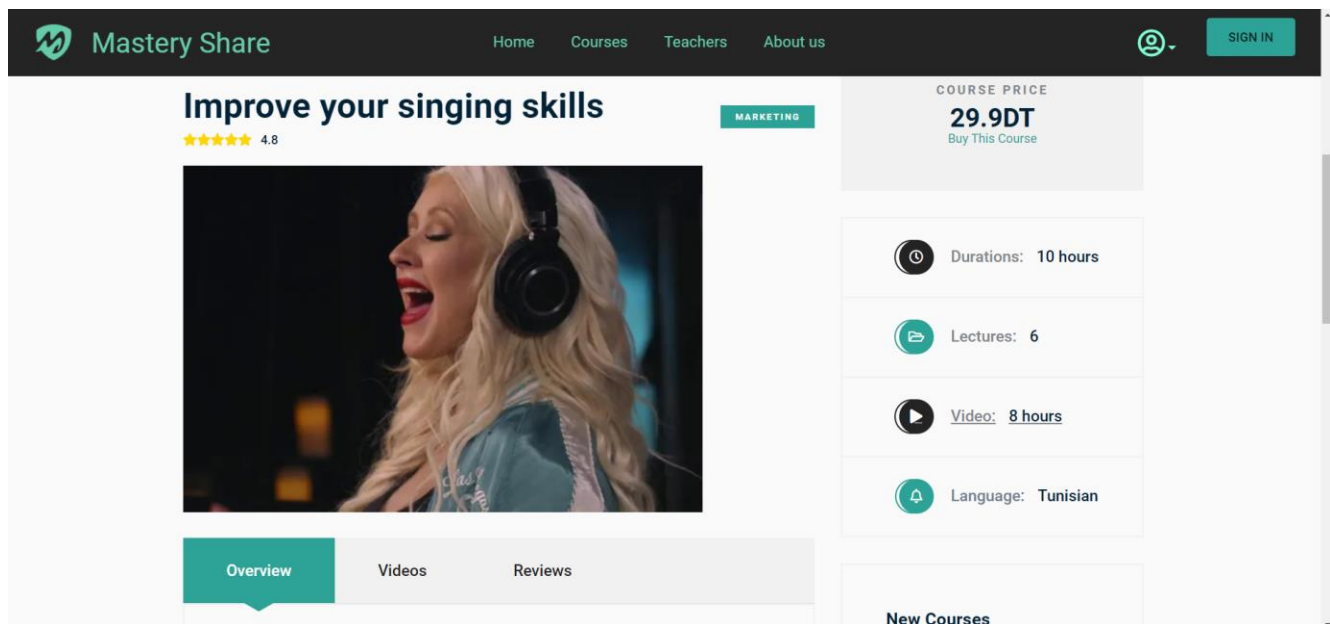 Mastery Share
Home Courses Teachers About us
SIGN IN
Improve your singing skills
MARKETING
4.8
COURSE PRICE
29.9DT
Buy This Course
Durations: 10 hours
Lectures: 6
Video: 8 hours
Language: Tunisian
Overview Videos Reviews
New Courses